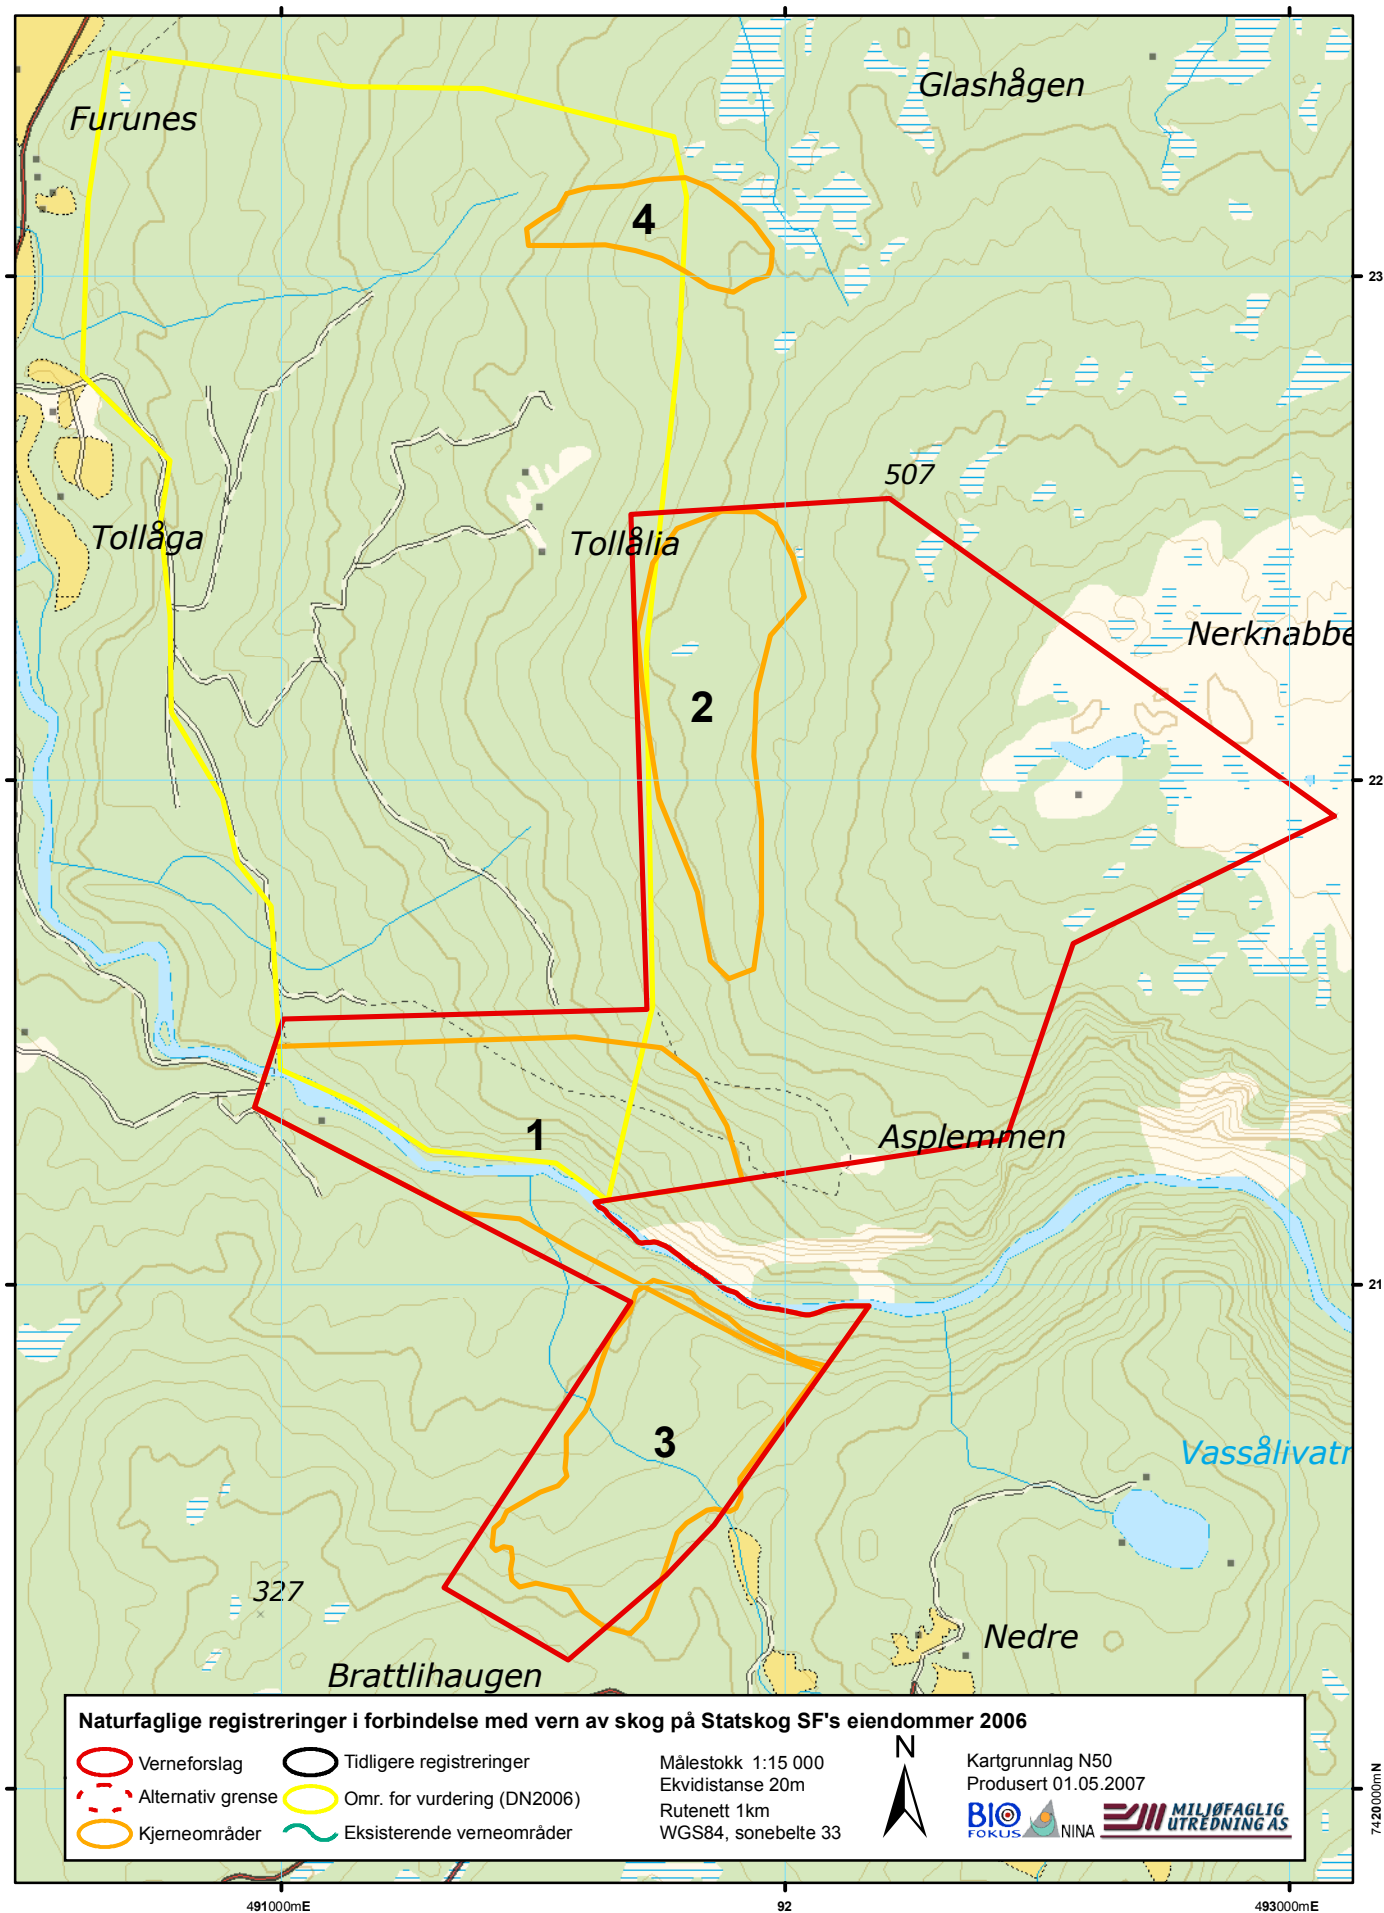 Glashågen
Furunes
4
23
507
Tollåga
Tollålia
Nerknabbe
2
22
1
Asplemmen
21
3
Vassålivatr
327
Nedre
Brattlihaugen
Naturfaglige registreringer i forbindelse med vern av skog på Statskog SF's eiendommer 2006
Verneforslag
Alternativ grense
Kjerneområder
Tidligere registreringer
Omr. for vurdering (DN2006)
Eksisterende verneområder
Målestokk 1:15 000
Ekvidistanse 20m
Rutenett 1km
WGS84, sonebelte 33
N
Kartgrunnlag N50
Produsert 01.05.2007
BIO
FOKUS
NINA
MILJØFAGLIG
UTREDNING AS
7420000mN
491000mE
92
493000mE